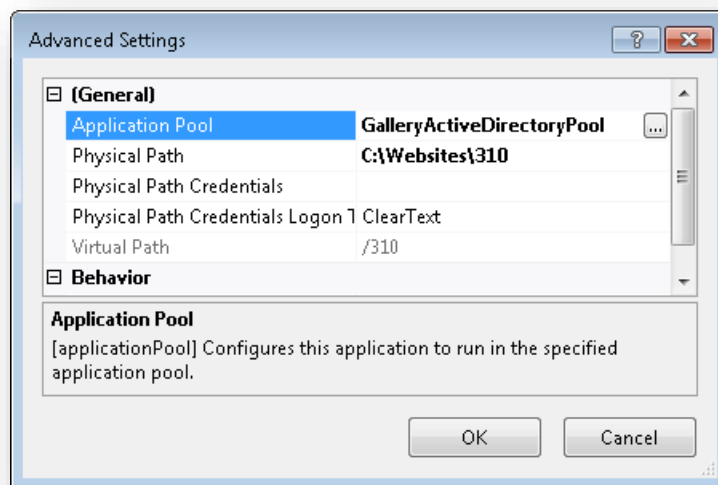 Advanced Settings
(General)
Application Pool GalleryActiveDirectoryPool ...
Physical Path C:\Websites\310
Physical Path Credentials
Physical Path Credentials Logon T ClearText
Virtual Path /310
Behavior
Application Pool
[applicationPool] Configures this application to run in the specified
application pool.
OK Cancel